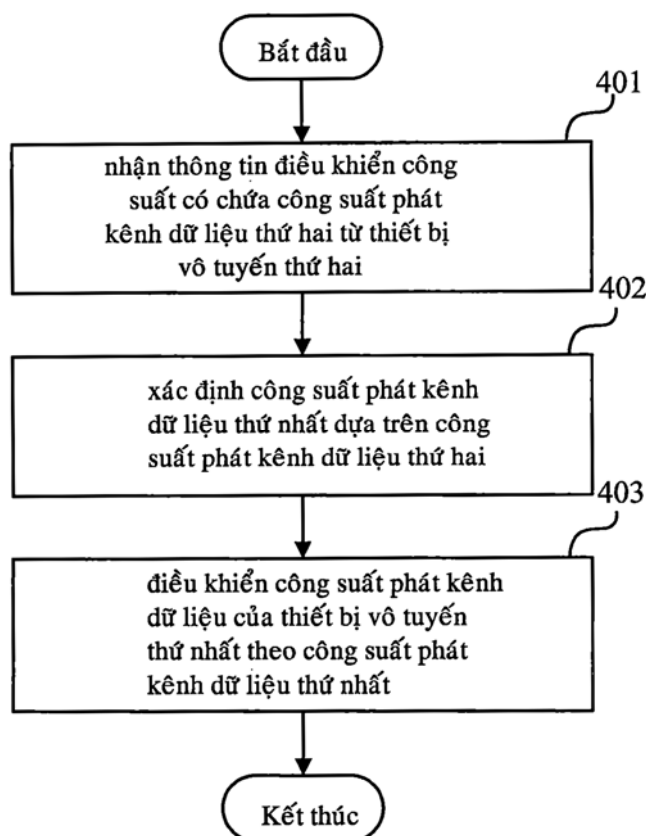 Bắt đầu
401
nhận thông tin điều khiển công
suất có chứa công suất phát
kênh dữ liệu thứ hai từ thiết bị
vô tuyến thứ hai
402
xác định công suất phát kênh
dữ liệu thứ nhất dựa trên công
suất phát kênh dữ liệu thứ hai
403
điều khiển công suất phát kênh
dữ liệu của thiết bị vô tuyến
thứ nhất theo công suất phát
kênh dữ liệu thứ nhất
Kết thúc